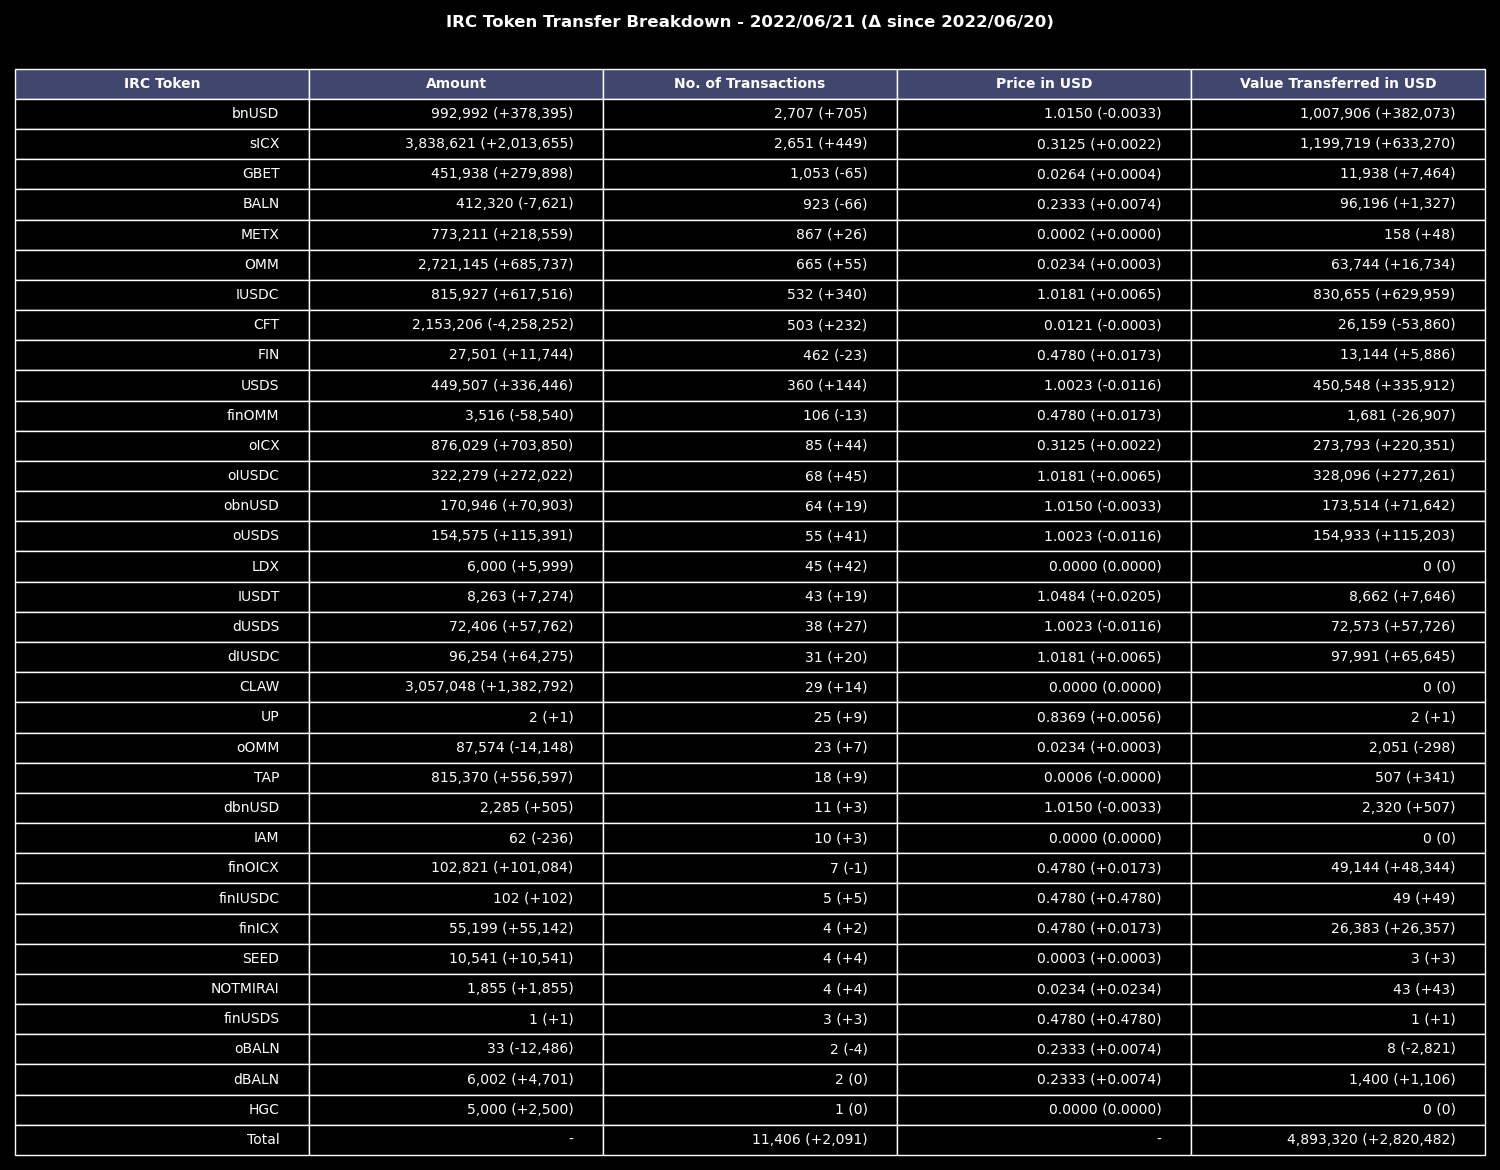 IRC Token Transfer Breakdown - 2022/06/21 (Δ since 2022/06/20)
IRC Token Amount No. of Transactions Price in USD Value Transferred in USD
bnUSD 992,992 (+378,395) 2,707 (+705) 1.0150 (-0.0033) 1,007,906 (+382,073)
sICX 3,838,621 (+2,013,655) 2,651 (+449) 0.3125 (+0.0022) 1,199,719 (+633,270)
GBET 451,938 (+279,898) 1,053 (-65) 0.0264 (+0.0004) 11,938 (+7,464)
BALN 412,320 (-7,621) 923 (-66) 0.2333 (+0.0074) 96,196 (+1,327)
METX 773,211 (+218,559) 867 (+26) 0.0002 (+0.0000) 158 (+48)
OMM 2,721,145 (+685,737) 665 (+55) 0.0234 (+0.0003) 63,744 (+16,734)
IUSDC 815,927 (+617,516) 532 (+340) 1.0181 (+0.0065) 830,655 (+629,959)
CFT 2,153,206 (-4,258,252) 503 (+232) 0.0121 (-0.0003) 26,159 (-53,860)
FIN 27,501 (+11,744) 462 (-23) 0.4780 (+0.0173) 13,144 (+5,886)
USDS 449,507 (+336,446) 360 (+144) 1.0023 (-0.0116) 450,548 (+335,912)
finOMM 3,516 (-58,540) 106 (-13) 0.4780 (+0.0173) 1,681 (-26,907)
oICX 876,029 (+703,850) 85 (+44) 0.3125 (+0.0022) 273,793 (+220,351)
oIUSDC 322,279 (+272,022) 68 (+45) 1.0181 (+0.0065) 328,096 (+277,261)
obnUSD 170,946 (+70,903) 64 (+19) 1.0150 (-0.0033) 173,514 (+71,642)
oUSDS 154,575 (+115,391) 55 (+41) 1.0023 (-0.0116) 154,933 (+115,203)
LDX 6,000 (+5,999) 45 (+42) 0.0000 (0.0000) 0 (0)
IUSDT 8,263 (+7,274) 43 (+19) 1.0484 (+0.0205) 8,662 (+7,646)
dUSDS 72,406 (+57,762) 38 (+27) 1.0023 (-0.0116) 72,573 (+57,726)
dIUSDC 96,254 (+64,275) 31 (+20) 1.0181 (+0.0065) 97,991 (+65,645)
CLAW 3,057,048 (+1,382,792) 29 (+14) 0.0000 (0.0000) 0 (0)
UP 2 (+1) 25 (+9) 0.8369 (+0.0056) 2 (+1)
oOMM 87,574 (-14,148) 23 (+7) 0.0234 (+0.0003) 2,051 (-298)
TAP 815,370 (+556,597) 18 (+9) 0.0006 (-0.0000) 507 (+341)
dbnUSD 2,285 (+505) 11 (+3) 1.0150 (-0.0033) 2,320 (+507)
IAM 62 (-236) 10 (+3) 0.0000 (0.0000) 0 (0)
finOICX 102,821 (+101,084) 7 (-1) 0.4780 (+0.0173) 49,144 (+48,344)
finIUSDC 102 (+102) 5 (+5) 0.4780 (+0.4780) 49 (+49)
finICX 55,199 (+55,142) 4 (+2) 0.4780 (+0.0173) 26,383 (+26,357)
SEED 10,541 (+10,541) 4 (+4) 0.0003 (+0.0003) 3 (+3)
NOTMIRAI 1,855 (+1,855) 4 (+4) 0.0234 (+0.0234) 43 (+43)
finUSDS 1 (+1) 3 (+3) 0.4780 (+0.4780) 1 (+1)
oBALN 33 (-12,486) 2 (-4) 0.2333 (+0.0074) 8 (-2,821)
dBALN 6,002 (+4,701) 2 (0) 0.2333 (+0.0074) 1,400 (+1,106)
HGC 5,000 (+2,500) 1 (0) 0.0000 (0.0000) 0 (0)
Total - 11,406 (+2,091) - 4,893,320 (+2,820,482)